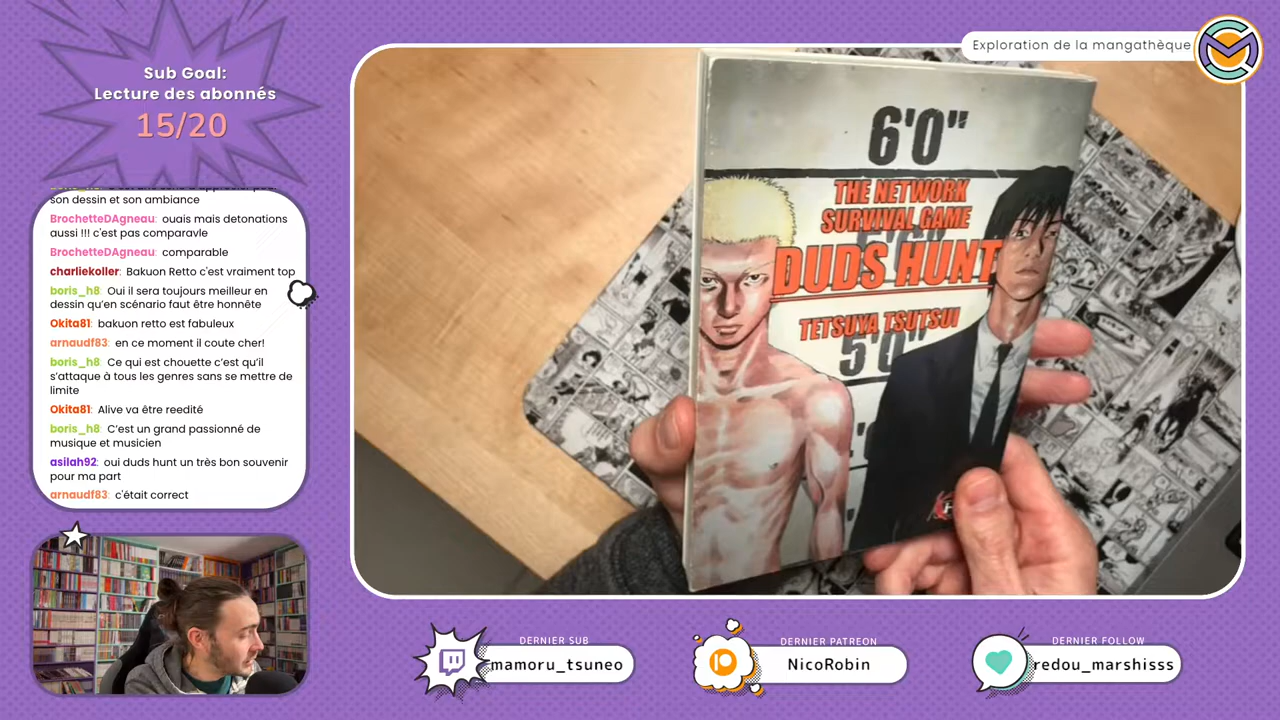 Sub Goal:
Lecture des abonnés
15/20
son dessin et son ambiance
BrochetteDAgneau: ouais mais detonations
aussi !!! c'est pas comparavle
BrochetteDAgneau: comparable
charliekoller: Bakuon Retto c'est vraiment top
boris_h8: Oui il sera toujours meilleur en
dessin qu'en scénario faut être honnête
Okita81: bakuon retto est fabuleux
arnaudf83: en ce moment il coute cher!
boris_h8: Ce qui est chouette c'est qu'il
s'attaque à tous les genres sans se mettre de
limite
Okita81: Alive va être reedité
boris_h8: C'est un grand passionné de
musique et musicien
asilah92: oui duds hunt un très bon souvenir
pour ma part
arnaudf83: c'était correct
Exploration de la mangathèque
6'0"
THE NETWORK
SURVIVAL GAME
DUDS HUNT
TETSUYA TSUTSUI
5'0"
DERNIER SUB
mamoru_tsuneo
DERNIER PATREON
NicoRobin
DERNIER FOLLOW
redou_marshisss